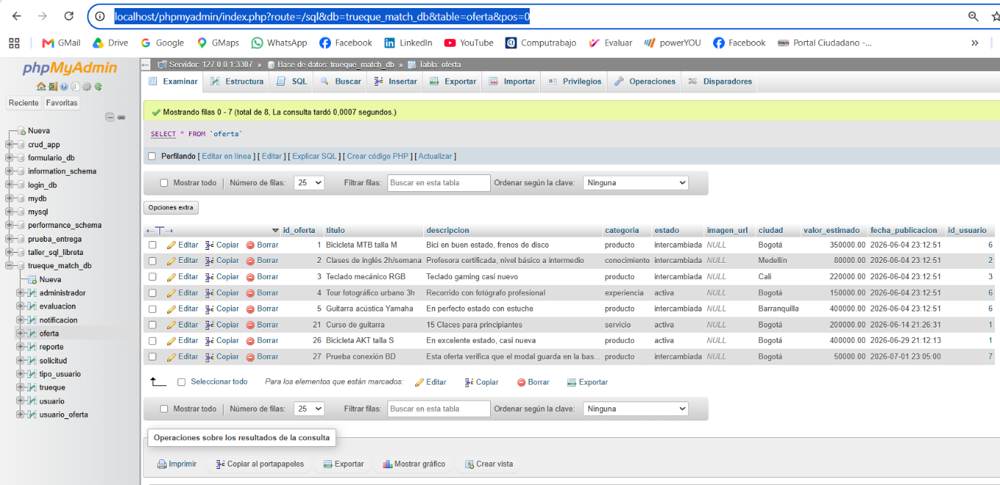 localhost/phpmyadmin/index.php?route=/sql&db=trueque_match_db&table=oferta&pos=0
GMail Drive Google GMaps WhatsApp Facebook LinkedIn YouTube Computrabajo Evaluar powerYOU Facebook Portal Ciudadano -...
phpMyAdmin
Reciente Favoritas
Nueva
crud_app
formulario_db
information_schema
login_db
mydb
mysql
performance_schema
prueba_entrega
taller_sql_libreta
trueque_match_db
Nueva
administrador
evaluacion
notificacion
oferta
reporte
solicitud
tipo_usuario
trueque
usuario
usuario_oferta
Servidor: 127.0.0.1:3307 » Base de datos: trueque_match_db » Tabla: oferta
Examinar Estructura SQL Buscar Insertar Exportar Importar Privilegios Operaciones Disparadores
Mostrando filas 0 - 7 (total de 8, La consulta tardó 0,0007 segundos.)
SELECT * FROM `oferta`
Perfilando [ Editar en línea ] [ Editar ] [ Explicar SQL ] [ Crear código PHP ] [ Actualizar ]
Mostrar todo Número de filas: 25 Filtrar filas: Buscar en esta tabla Ordenar según la clave: Ninguna
Opciones extra
←T→ id_oferta titulo descripcion categoria estado imagen_url ciudad valor_estimado fecha_publicacion id_usuario
Editar Copiar Borrar 1 Bicicleta MTB talla M Bici en buen estado, frenos de disco producto intercambiada NULL Bogotá 350000.00 2026-06-04 23:12:51 6
Editar Copiar Borrar 2 Clases de inglés 2h/semana Profesora certificada, nivel básico a intermedio conocimiento intercambiada NULL Medellín 80000.00 2026-06-04 23:12:51 2
Editar Copiar Borrar 3 Teclado mecánico RGB Teclado gaming casi nuevo producto intercambiada NULL Cali 220000.00 2026-06-04 23:12:51 3
Editar Copiar Borrar 4 Tour fotográfico urbano 3h Recorrido con fotógrafo profesional experiencia activa NULL Bogotá 150000.00 2026-06-04 23:12:51 6
Editar Copiar Borrar 5 Guitarra acústica Yamaha En perfecto estado con estuche producto intercambiada NULL Barranquilla 400000.00 2026-06-04 23:12:51 6
Editar Copiar Borrar 21 Curso de guitarra 15 Claces para principiantes servicio activa NULL Bogotá 200000.00 2026-06-14 21:26:31 1
Editar Copiar Borrar 26 Bicicleta AKT talla S En excelente estado, casi nueva producto activa NULL Bogotá 400000.00 2026-06-29 21:12:13 1
Editar Copiar Borrar 27 Prueba conexión BD Esta oferta verifica que el modal guarda en la bas... producto intercambiada NULL Bogotá 50000.00 2026-07-01 23:05:00 7
Seleccionar todo Para los elementos que están marcados: Editar Copiar Borrar Exportar
Mostrar todo Número de filas: 25 Filtrar filas: Buscar en esta tabla Ordenar según la clave: Ninguna
Operaciones sobre los resultados de la consulta
Imprimir Copiar al portapapeles Exportar Mostrar gráfico Crear vista